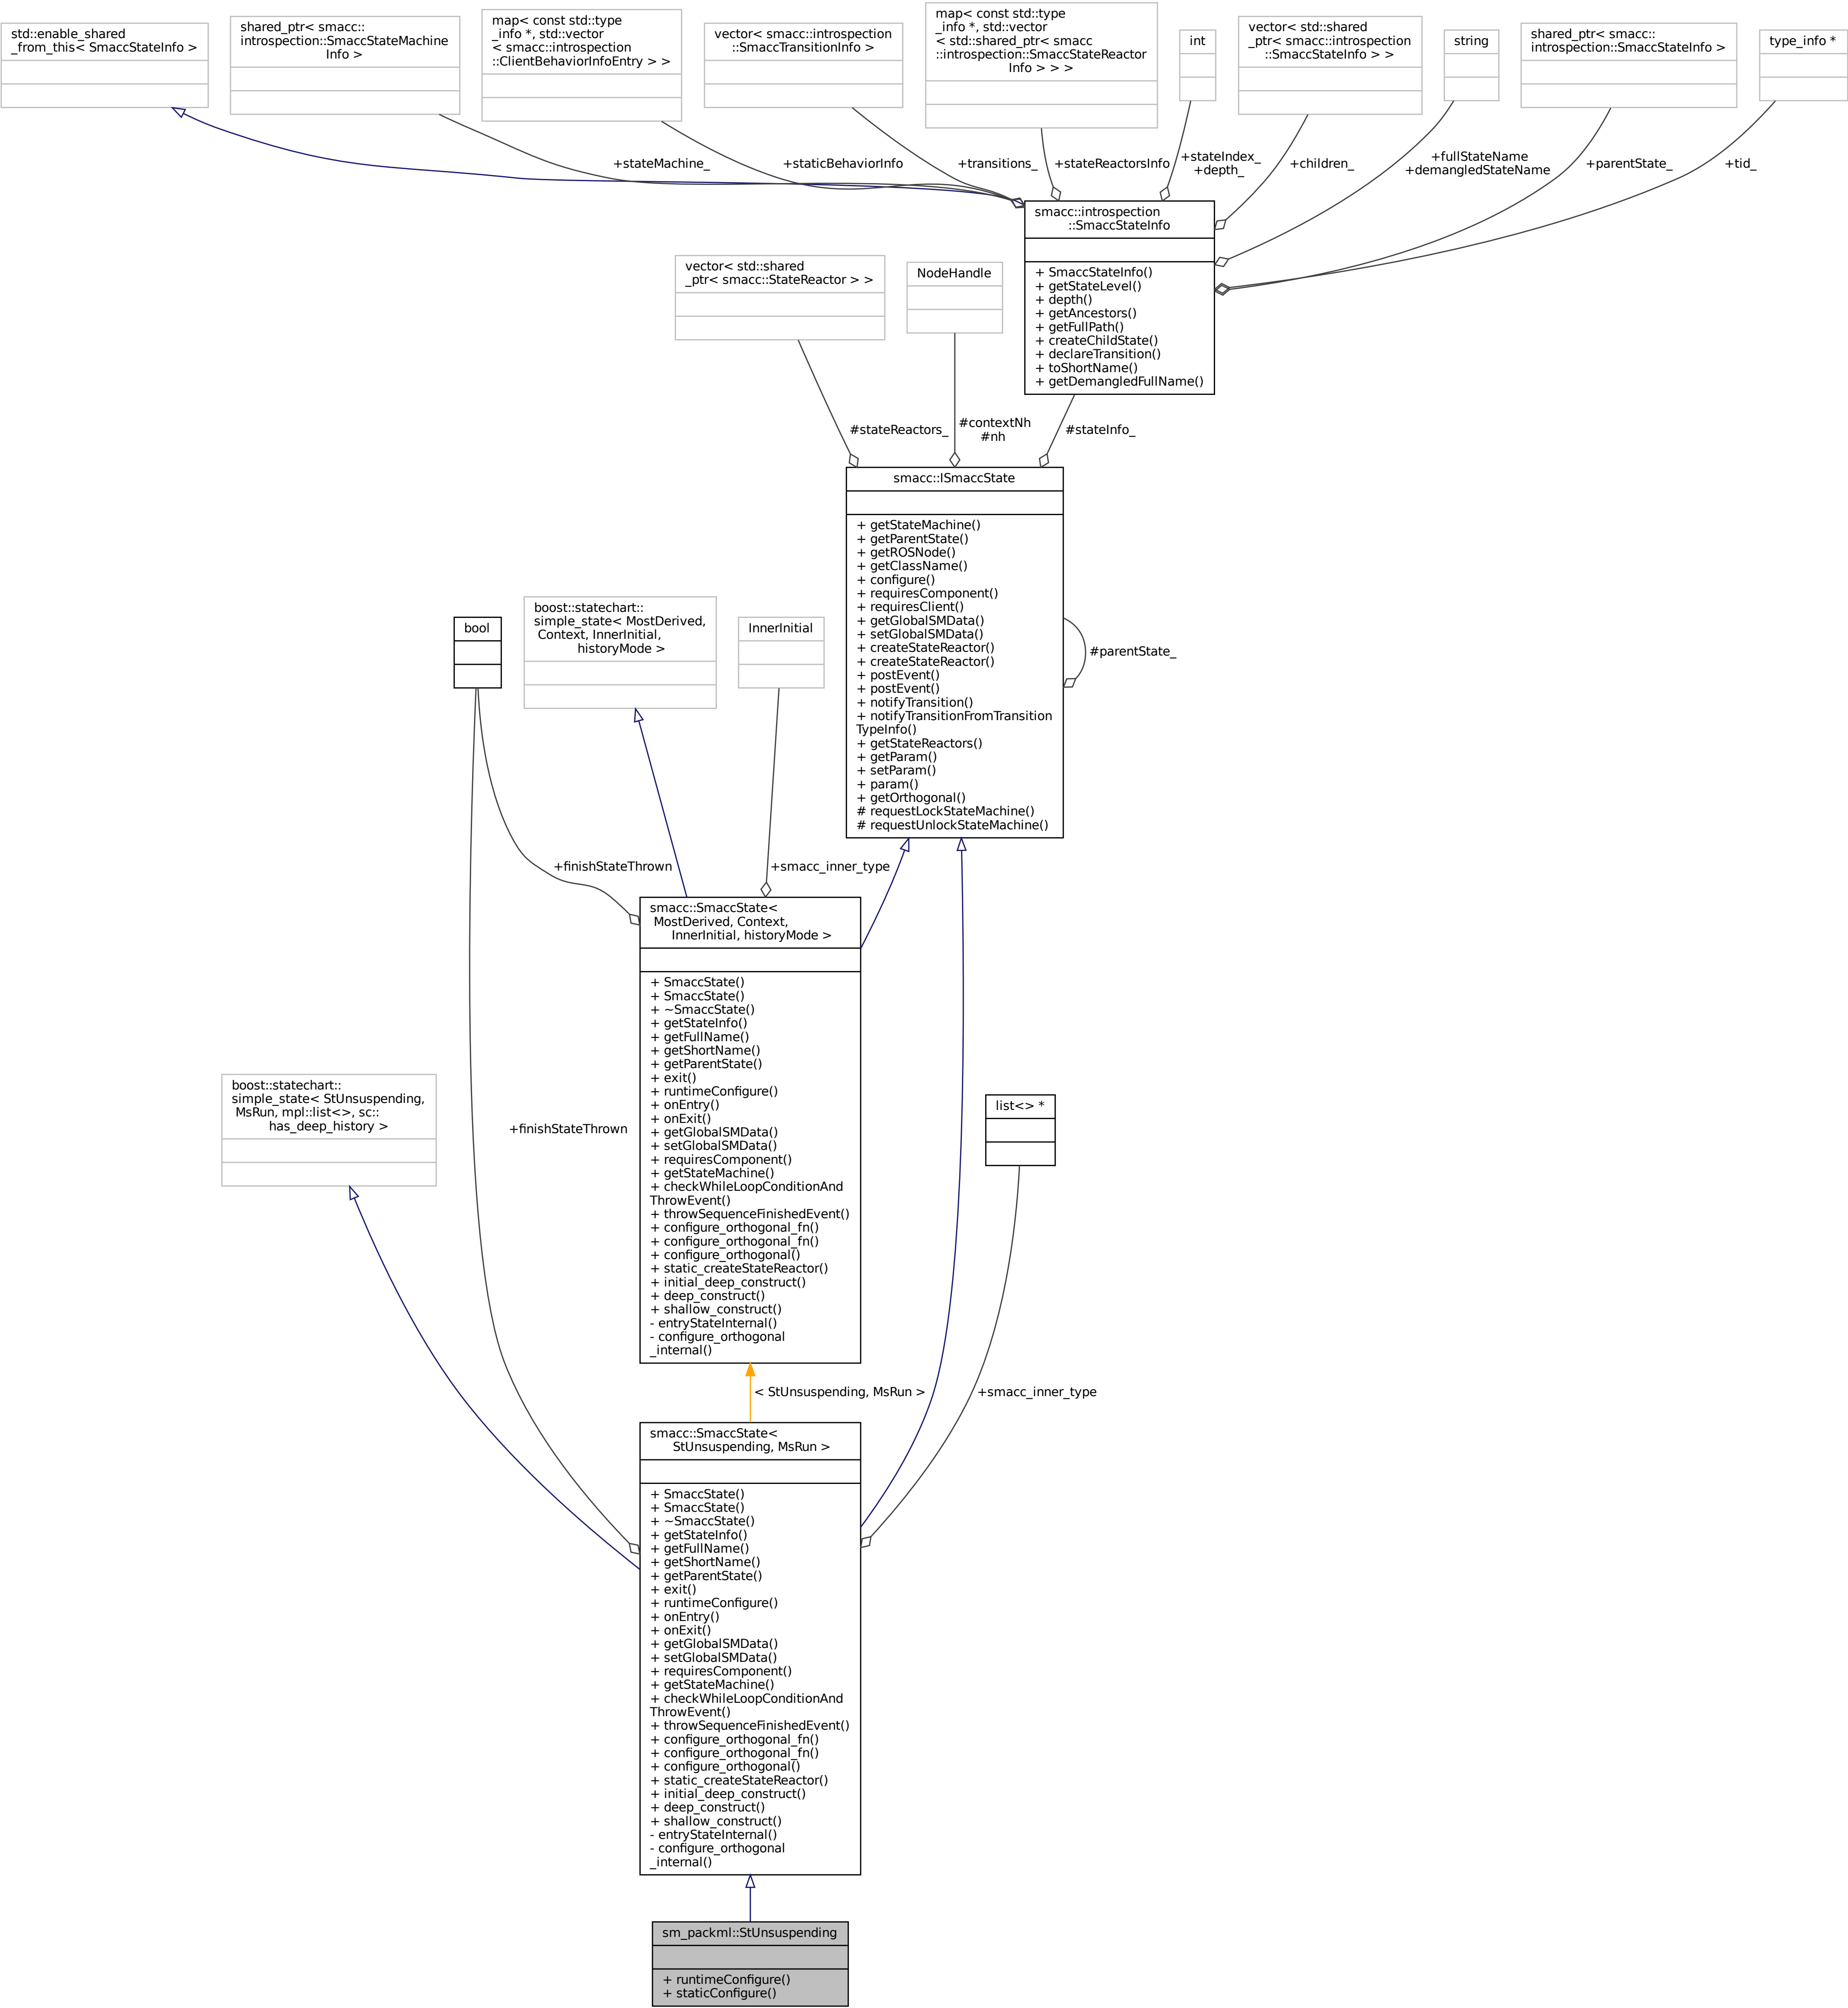 std::enable_shared
_from_this< SmaccStateInfo >
shared_ptr< smacc::
introspection::SmaccStateMachine
Info >
map< const std::type
_info *, std::vector
< smacc::introspection
::ClientBehaviorInfoEntry > >
vector< smacc::introspection
::SmaccTransitionInfo >
map< const std::type
_info *, std::vector
< std::shared_ptr< smacc
::introspection::SmaccStateReactor
Info > > >
int
vector< std::shared
_ptr< smacc::introspection
::SmaccStateInfo > >
string
shared_ptr< smacc::
introspection::SmaccStateInfo >
type_info *
+stateMachine_
+staticBehaviorInfo
+transitions_
+stateReactorsInfo
+stateIndex_
+depth_
+children_
+fullStateName
+demangledStateName
+parentState_
+tid_
smacc::introspection
::SmaccStateInfo
+ SmaccStateInfo()
+ getStateLevel()
+ depth()
+ getAncestors()
+ getFullPath()
+ createChildState()
+ declareTransition()
+ toShortName()
+ getDemangledFullName()
vector< std::shared
_ptr< smacc::StateReactor > >
NodeHandle
#stateReactors_
#contextNh
#nh
#stateInfo_
smacc::ISmaccState
+ getStateMachine()
+ getParentState()
+ getROSNode()
+ getClassName()
+ configure()
+ requiresComponent()
+ requiresClient()
+ getGlobalSMData()
+ setGlobalSMData()
+ createStateReactor()
+ createStateReactor()
+ postEvent()
+ postEvent()
+ notifyTransition()
+ notifyTransitionFromTransition
TypeInfo()
+ getStateReactors()
+ getParam()
+ setParam()
+ param()
+ getOrthogonal()
# requestLockStateMachine()
# requestUnlockStateMachine()
#parentState_
bool
boost::statechart::
simple_state< MostDerived,
Context, InnerInitial,
historyMode >
InnerInitial
+finishStateThrown
+smacc_inner_type
smacc::SmaccState<
MostDerived, Context,
InnerInitial, historyMode >
+ SmaccState()
+ SmaccState()
+ ~SmaccState()
+ getStateInfo()
+ getFullName()
+ getShortName()
+ getParentState()
+ exit()
+ runtimeConfigure()
+ onEntry()
+ onExit()
+ getGlobalSMData()
+ setGlobalSMData()
+ requiresComponent()
+ getStateMachine()
+ checkWhileLoopConditionAnd
ThrowEvent()
+ throwSequenceFinishedEvent()
+ configure_orthogonal_fn()
+ configure_orthogonal_fn()
+ configure_orthogonal()
+ static_createStateReactor()
+ initial_deep_construct()
+ deep_construct()
+ shallow_construct()
- entryStateInternal()
- configure_orthogonal
_internal()
boost::statechart::
simple_state< StUnsuspending,
MsRun, mpl::list<>, sc::
has_deep_history >
+finishStateThrown
list<> *
< StUnsuspending, MsRun >
+smacc_inner_type
smacc::SmaccState<
StUnsuspending, MsRun >
+ SmaccState()
+ SmaccState()
+ ~SmaccState()
+ getStateInfo()
+ getFullName()
+ getShortName()
+ getParentState()
+ exit()
+ runtimeConfigure()
+ onEntry()
+ onExit()
+ getGlobalSMData()
+ setGlobalSMData()
+ requiresComponent()
+ getStateMachine()
+ checkWhileLoopConditionAnd
ThrowEvent()
+ throwSequenceFinishedEvent()
+ configure_orthogonal_fn()
+ configure_orthogonal_fn()
+ configure_orthogonal()
+ static_createStateReactor()
+ initial_deep_construct()
+ deep_construct()
+ shallow_construct()
- entryStateInternal()
- configure_orthogonal
_internal()
sm_packml::StUnsuspending
+ runtimeConfigure()
+ staticConfigure()